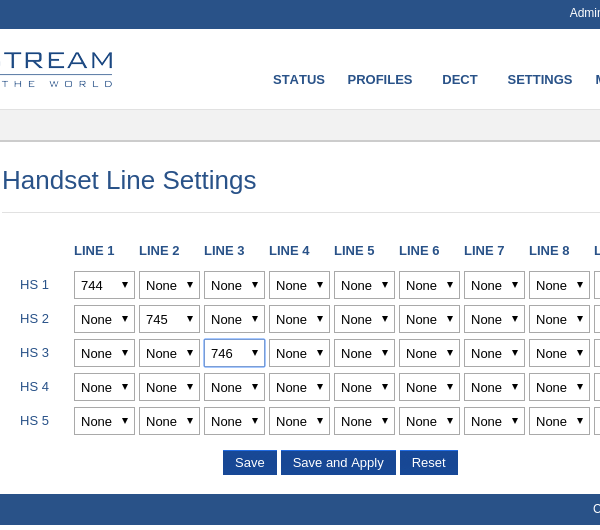 Admin
STREAM
THE WORLD
STATUS PROFILES DECT SETTINGS
Handset Line Settings
LINE 1 LINE 2 LINE 3 LINE 4 LINE 5 LINE 6 LINE 7 LINE 8
HS 1 744 None None None None None None None
HS 2 None 745 None None None None None None
HS 3 None None 746 None None None None None
HS 4 None None None None None None None None
HS 5 None None None None None None None None
Save Save and Apply Reset